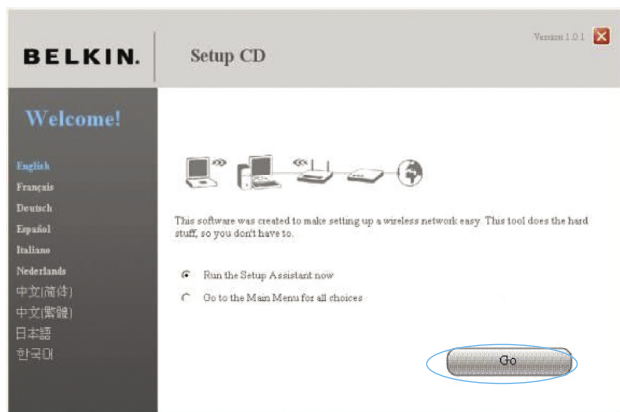 BELKIN.
Setup CD
Version 1.0.1
Welcome!
English
Français
Deutsch
Español
Italiano
Nederlands
中文(简体)
中文(繁體)
日本語
한국어
This software was created to make setting up a wireless network easy. This tool does the hard
stuff, so you don't have to.
Run the Setup Assistant now
Go to the Main Menu for all choices
Go